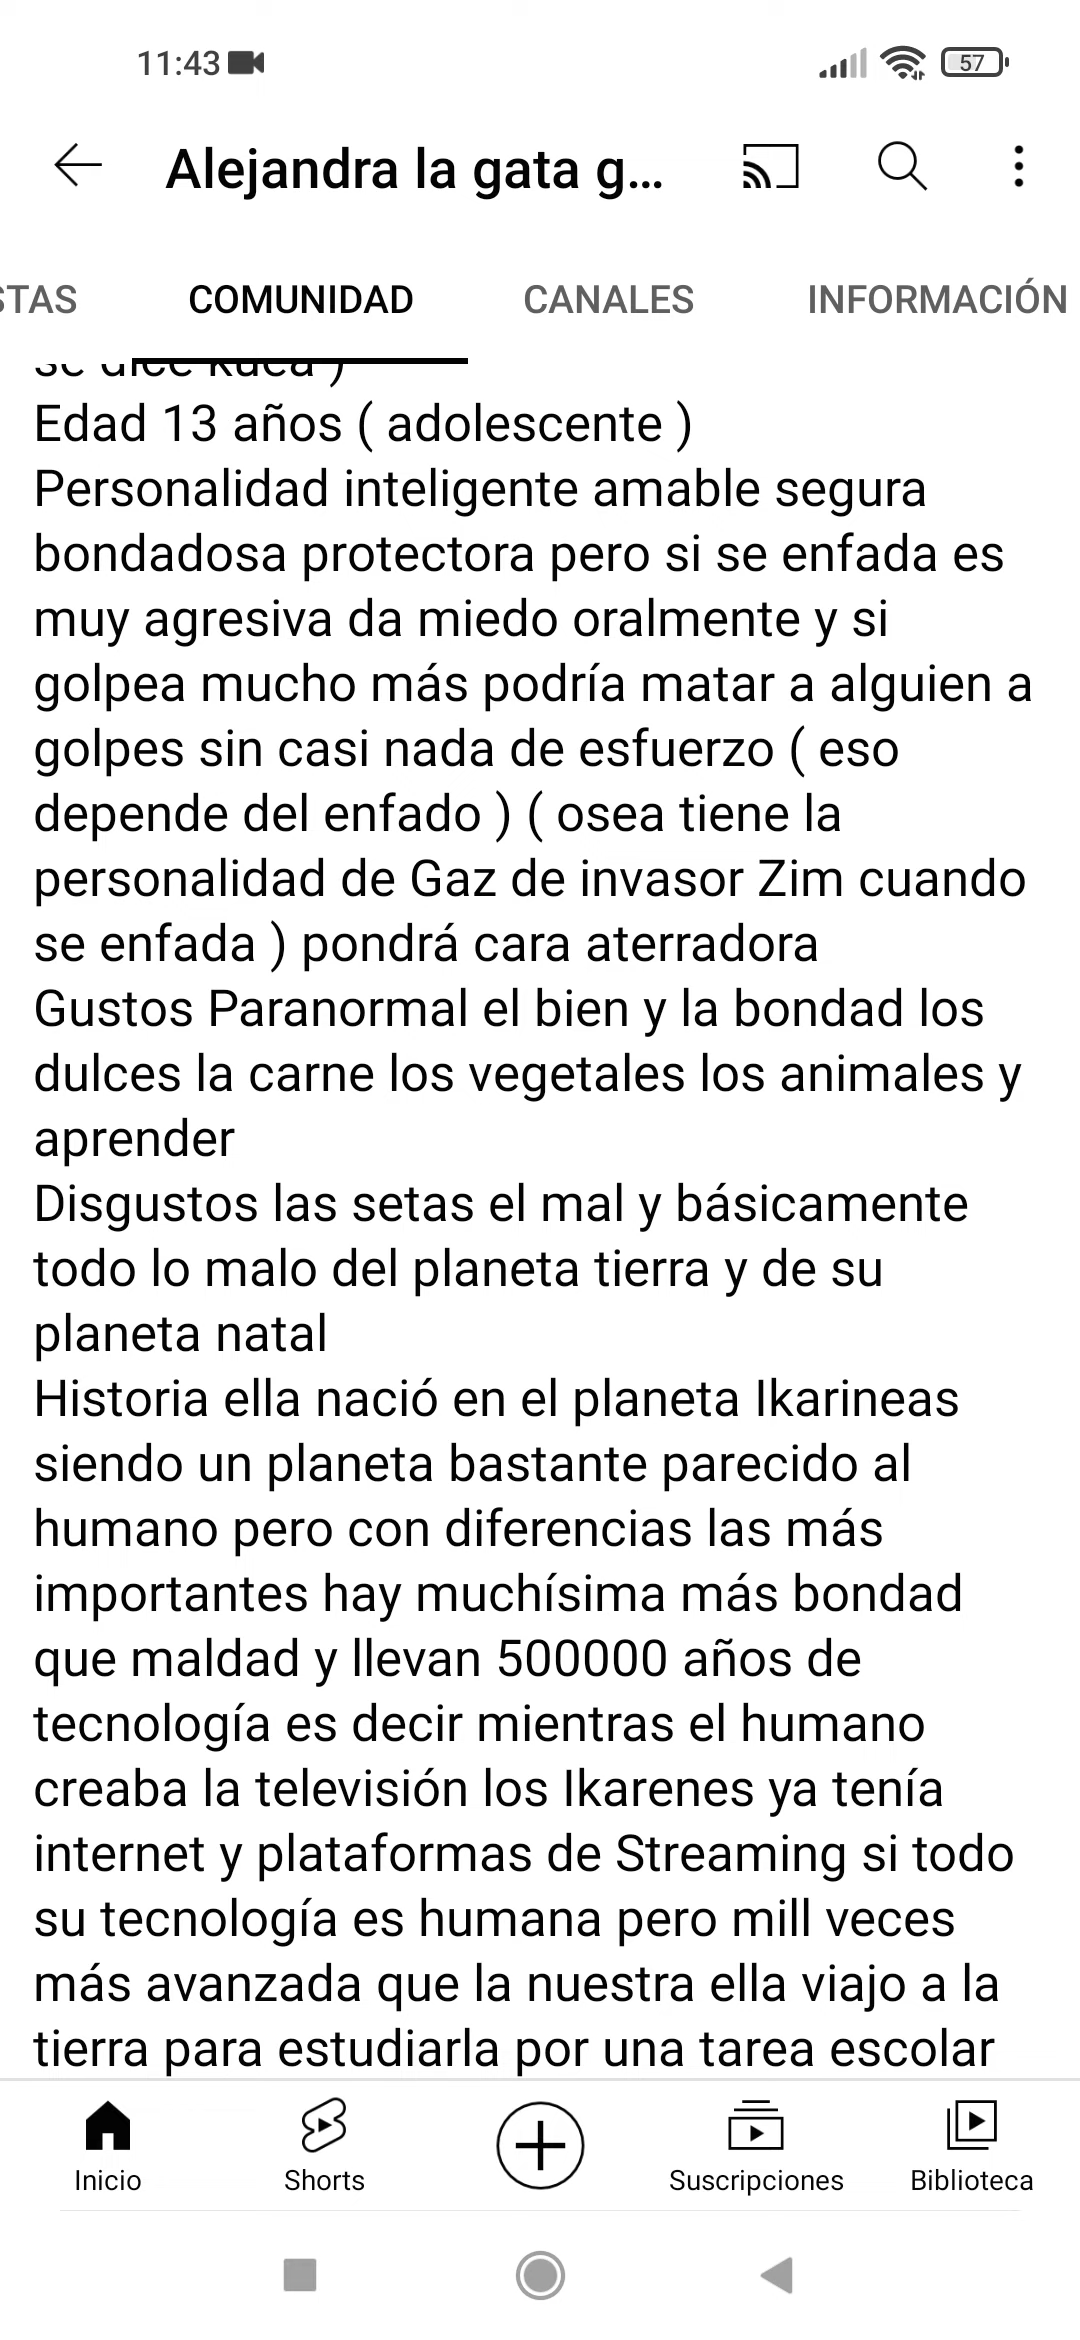 11:43
57
Alejandra la gata g...
STAS COMUNIDAD CANALES INFORMACIÓN
se dice kuea )
Edad 13 años ( adolescente )
Personalidad inteligente amable segura
bondadosa protectora pero si se enfada es
muy agresiva da miedo oralmente y si
golpea mucho más podría matar a alguien a
golpes sin casi nada de esfuerzo ( eso
depende del enfado ) ( osea tiene la
personalidad de Gaz de invasor Zim cuando
se enfada ) pondrá cara aterradora
Gustos Paranormal el bien y la bondad los
dulces la carne los vegetales los animales y
aprender
Disgustos las setas el mal y básicamente
todo lo malo del planeta tierra y de su
planeta natal
Historia ella nació en el planeta Ikarineas
siendo un planeta bastante parecido al
humano pero con diferencias las más
importantes hay muchísima más bondad
que maldad y llevan 500000 años de
tecnología es decir mientras el humano
creaba la televisión los Ikarenes ya tenía
internet y plataformas de Streaming si todo
su tecnología es humana pero mill veces
más avanzada que la nuestra ella viajo a la
tierra para estudiarla por una tarea escolar
Inicio Shorts Suscripciones Biblioteca